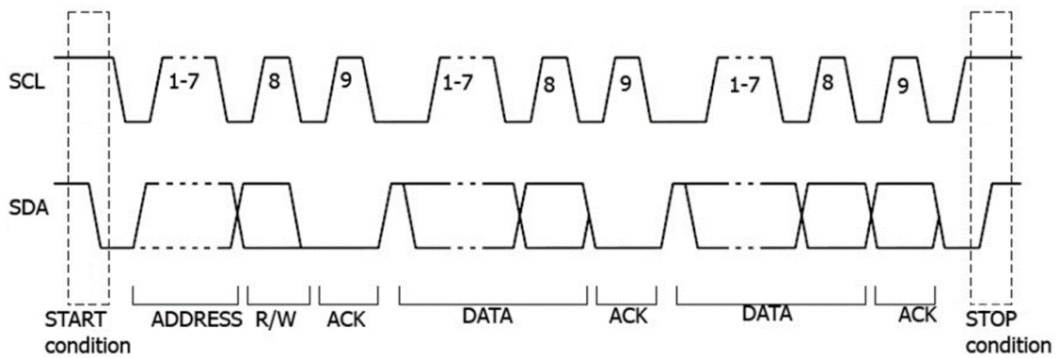 SCL
1-7
8
9
1-7
8
9
1-7
8
9
SDA
START
condition
ADDRESS
R/W
ACK
DATA
ACK
DATA
ACK
STOP
condition